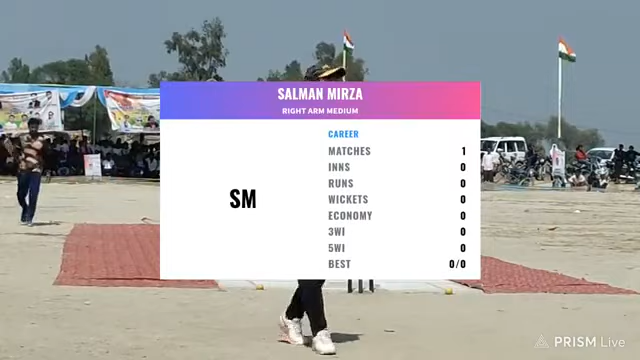 SALMAN MIRZA
RIGHT ARM MEDIUM
CAREER
MATCHES 1
INNS 0
RUNS 0
SM
WICKETS 0
ECONOMY 0
3WI 0
5WI 0
BEST 0/0
PRISM Live